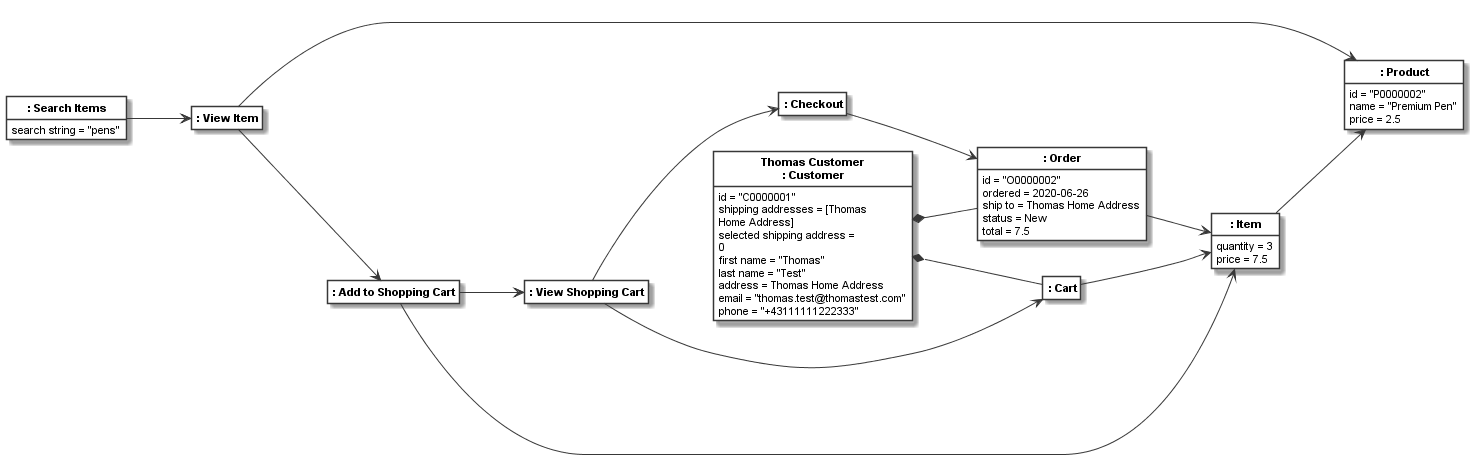 : Search Items
search string = "pens"
: View Item
: Add to Shopping Cart
: View Shopping Cart
: Checkout
Thomas Customer
: Customer
id = "C0000001"
shipping addresses = [Thomas
Home Address]
selected shipping address =
0
first name = "Thomas"
last name = "Test"
address = Thomas Home Address
email = "thomas.test@thomastest.com"
phone = "+43111111222333"
: Order
id = "O0000002"
ordered = 2020-06-26
ship to = Thomas Home Address
status = New
total = 7.5
: Cart
: Item
quantity = 3
price = 7.5
: Product
id = "P0000002"
name = "Premium Pen"
price = 2.5